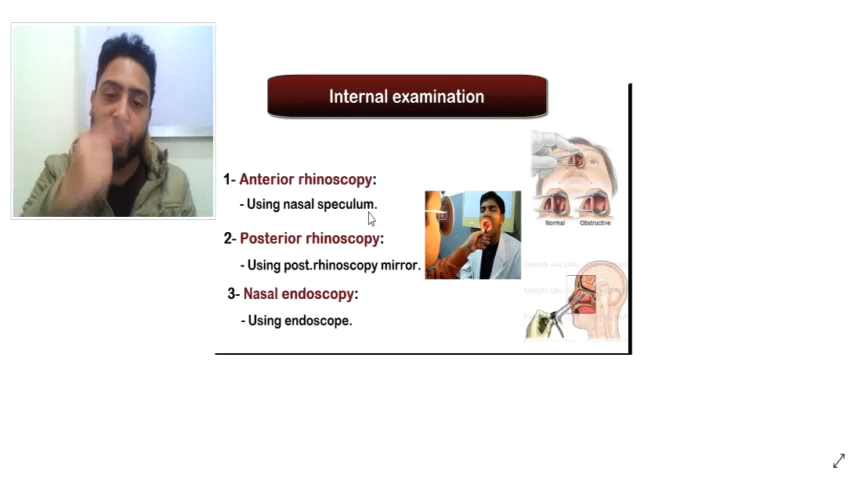 Internal examination
1- Anterior rhinoscopy:
- Using nasal speculum.
Normal Obstructive
2- Posterior rhinoscopy:
- Using post.rhinoscopy mirror.
3- Nasal endoscopy:
- Using endoscope.